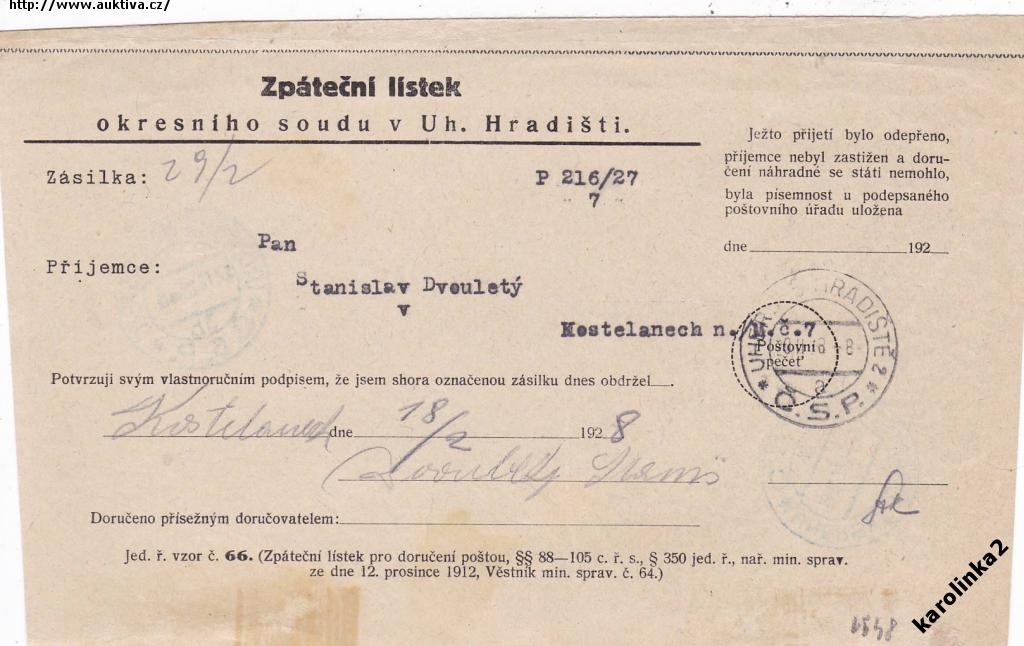 http://www.auktiva.cz/
Zpáteční lístek
okresního soudu v Uh. Hradišti.
Zásilka: 29/2
P 216/27
7
Pan
Příjemce:
Stanislav Dvouletý
v
Kostelanech n./M.č.7
Potvrzuji svým vlastnoručním podpisem, že jsem shora označenou zásilku dnes obdržel
Kostelanech dne 18/2 1928
Dvouletý
Doručeno přísežným doručovatelem:
Jed. ř. vzor č. 66. (Zpáteční lístek pro doručení poštou, §§ 88—105 c. ř. s., § 350 jed. ř., nař. min. sprav.
ze dne 12. prosince 1912, Věstník min. sprav. č. 64.)
Ježto přijetí bylo odepřeno,
příjemce nebyl zastižen a doru-
čení náhradné se státi nemohlo,
byla písemnost u podepsaného
poštovního úřadu uložena
dne 192
HRADIŠTĚ 2
Poštovní
pečeť
a
Č.S.P.
karolinka2